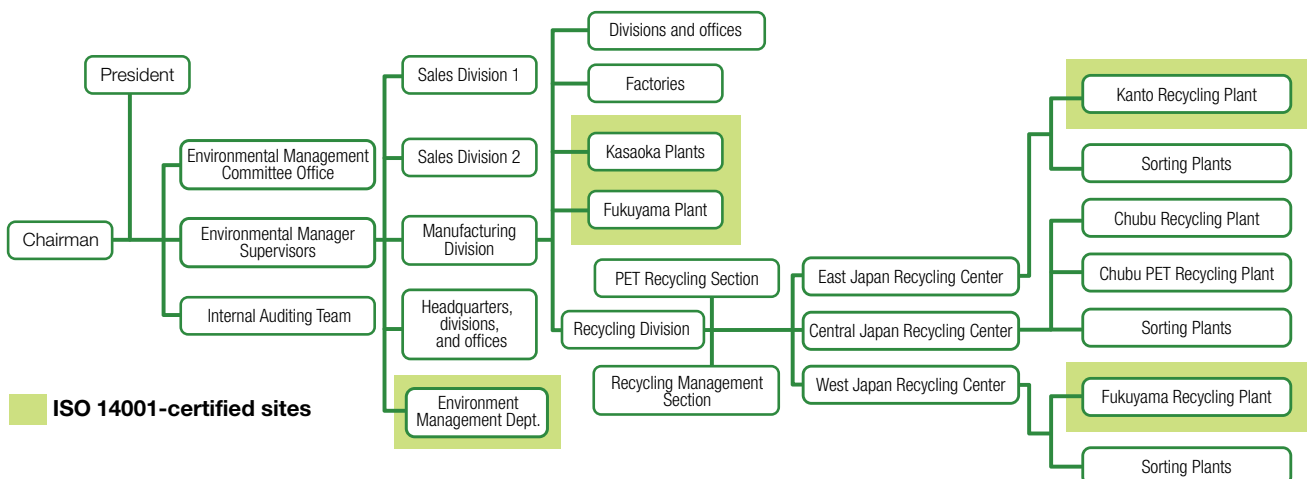 President
Chairman
Environmental Management
Committee Office
Environmental Manager
Supervisors
Internal Auditing Team
Sales Division 1
Sales Division 2
Manufacturing
Division
Headquarters,
divisions,
and offices
Environment
Management Dept.
Divisions and offices
Factories
Kasaoka Plants
Fukuyama Plant
Recycling Division
PET Recycling Section
Recycling Management
Section
East Japan Recycling Center
Central Japan Recycling Center
West Japan Recycling Center
Kanto Recycling Plant
Sorting Plants
Chubu Recycling Plant
Chubu PET Recycling Plant
Sorting Plants
Fukuyama Recycling Plant
Sorting Plants
ISO 14001-certified sites